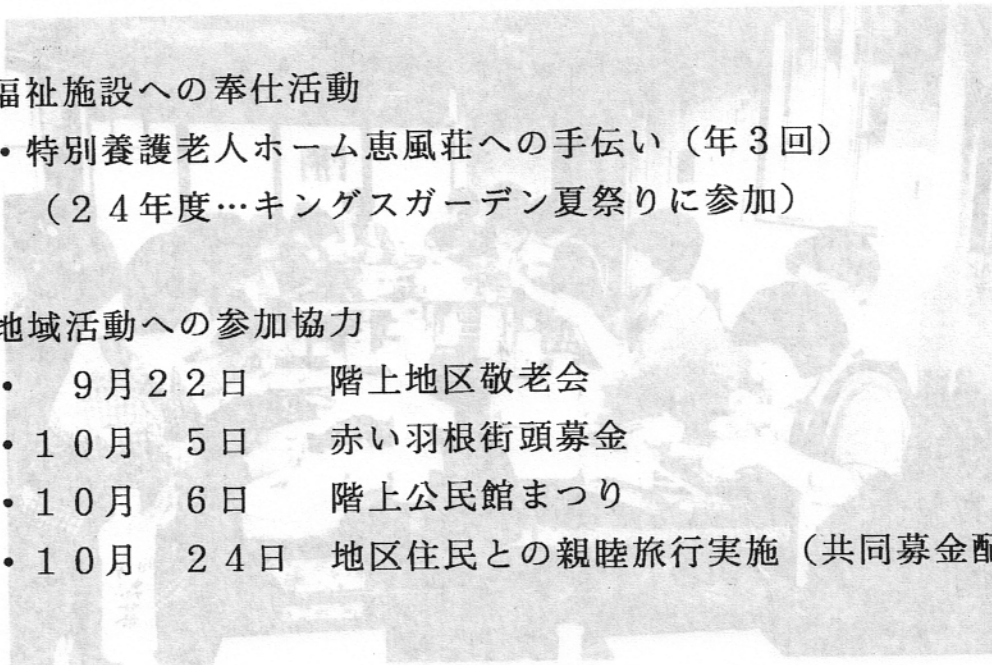 福祉施設への奉仕活動
・特別養護老人ホーム恵風荘への手伝い（年３回）
（２４年度…キングスガーデン夏祭りに参加）
地域活動への参加協力
・　９月２２日　　階上地区敬老会
・１０月　５日　　赤い羽根街頭募金
・１０月　６日　　階上公民館まつり
・１０月　２４日　地区住民との親睦旅行実施（共同募金配